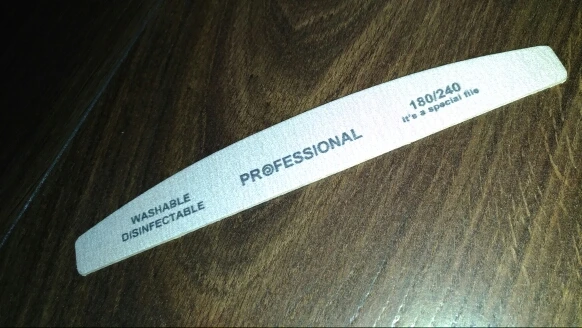 WASHABLE
DISINFECTABLE
PROFESSIONAL
180/240
it's a special file